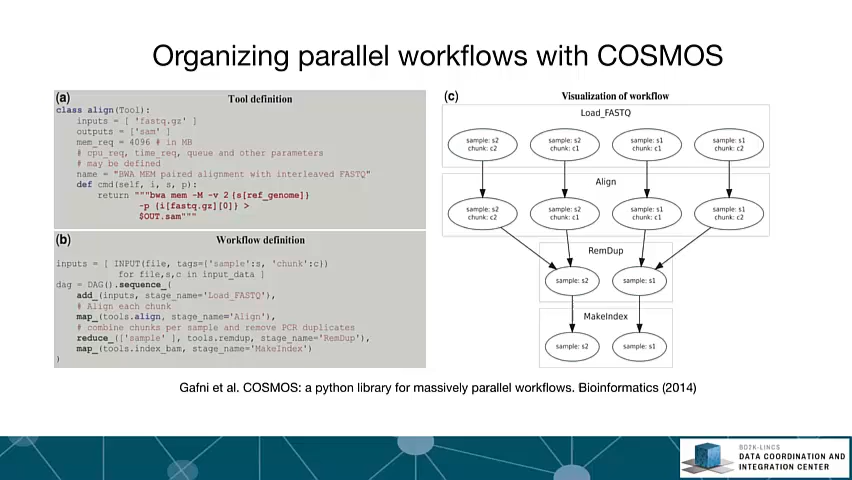 Organizing parallel workflows with COSMOS
(a)
Tool definition
class align(Tool):
inputs = [ 'fastq.gz' ]
outputs = ['sam' ]
mem_req = 4096 # in MB
# cpu_req, time_req, queue and other parameters
# may be defined
name = "BWA MEM paired alignment with interleaved FASTQ"
def cmd(self, i, s, p):
return """bwa mem -M -v 2 {s[ref_genome]}
-p {i[fastq.gz][0]} >
$OUT.sam"""
(b)
Workflow definition
inputs = [ INPUT(file, tags={'sample':s, 'chunk':c})
for file,s,c in input_data ]
dag = DAG().sequence_(
add_(inputs, stage_name='Load_FASTQ'),
# Align each chunk
map_(tools.align, stage_name='Align'),
# combine chunks per sample and remove PCR duplicates
reduce_(['sample' ], tools.remdup, stage_name='RemDup'),
map_(tools.index_bam, stage_name='MakeIndex')
)
(c)
Visualization of workflow
Load_FASTQ
sample: s2
chunk: c2
sample: s2
chunk: c1
sample: s1
chunk: c1
sample: s1
chunk: c2
Align
sample: s2
chunk: c2
sample: s2
chunk: c1
sample: s1
chunk: c1
sample: s1
chunk: c2
RemDup
sample: s2
sample: s1
MakeIndex
sample: s2
sample: s1
Gafni et al. COSMOS: a python library for massively parallel workflows. Bioinformatics (2014)
BD2K-LINCS
DATA COORDINATION AND
INTEGRATION CENTER